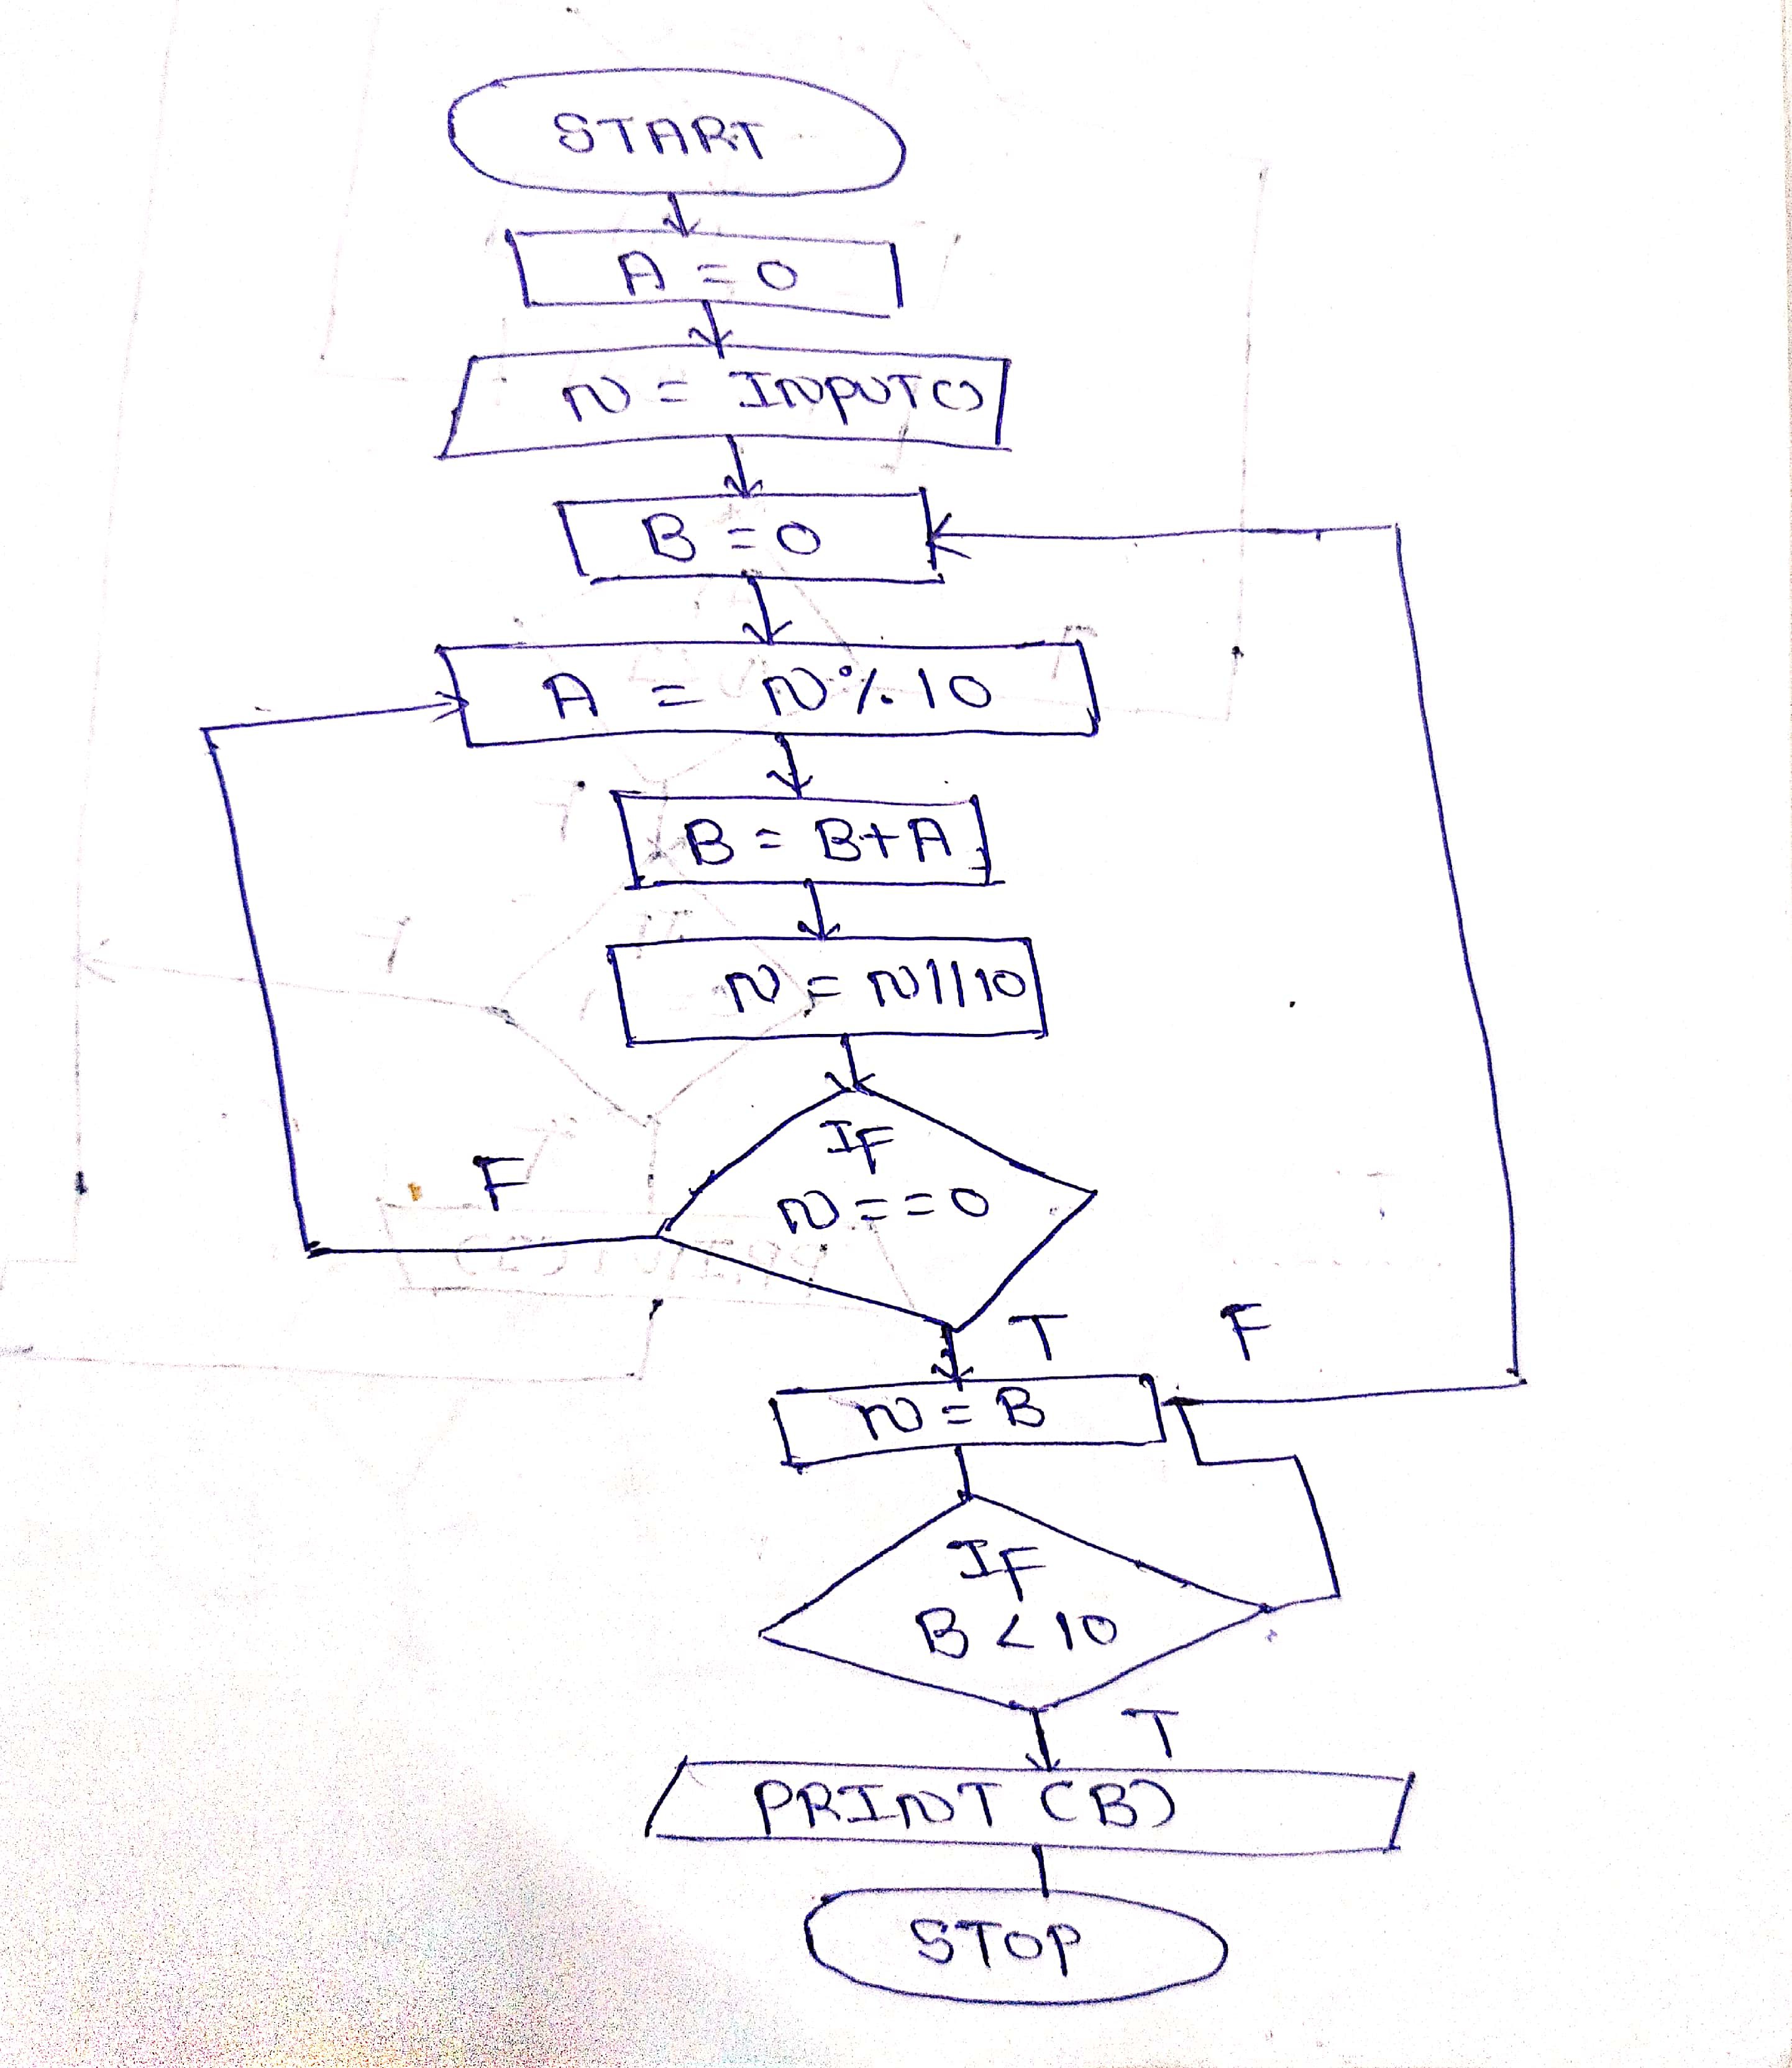 START
A = 0
N = INPUT()
B = 0
A = N % 10
B = B + A
N = N//10
IF
N == 0
F
T
F
N = B
IF
B < 10
T
PRINT (B)
STOP